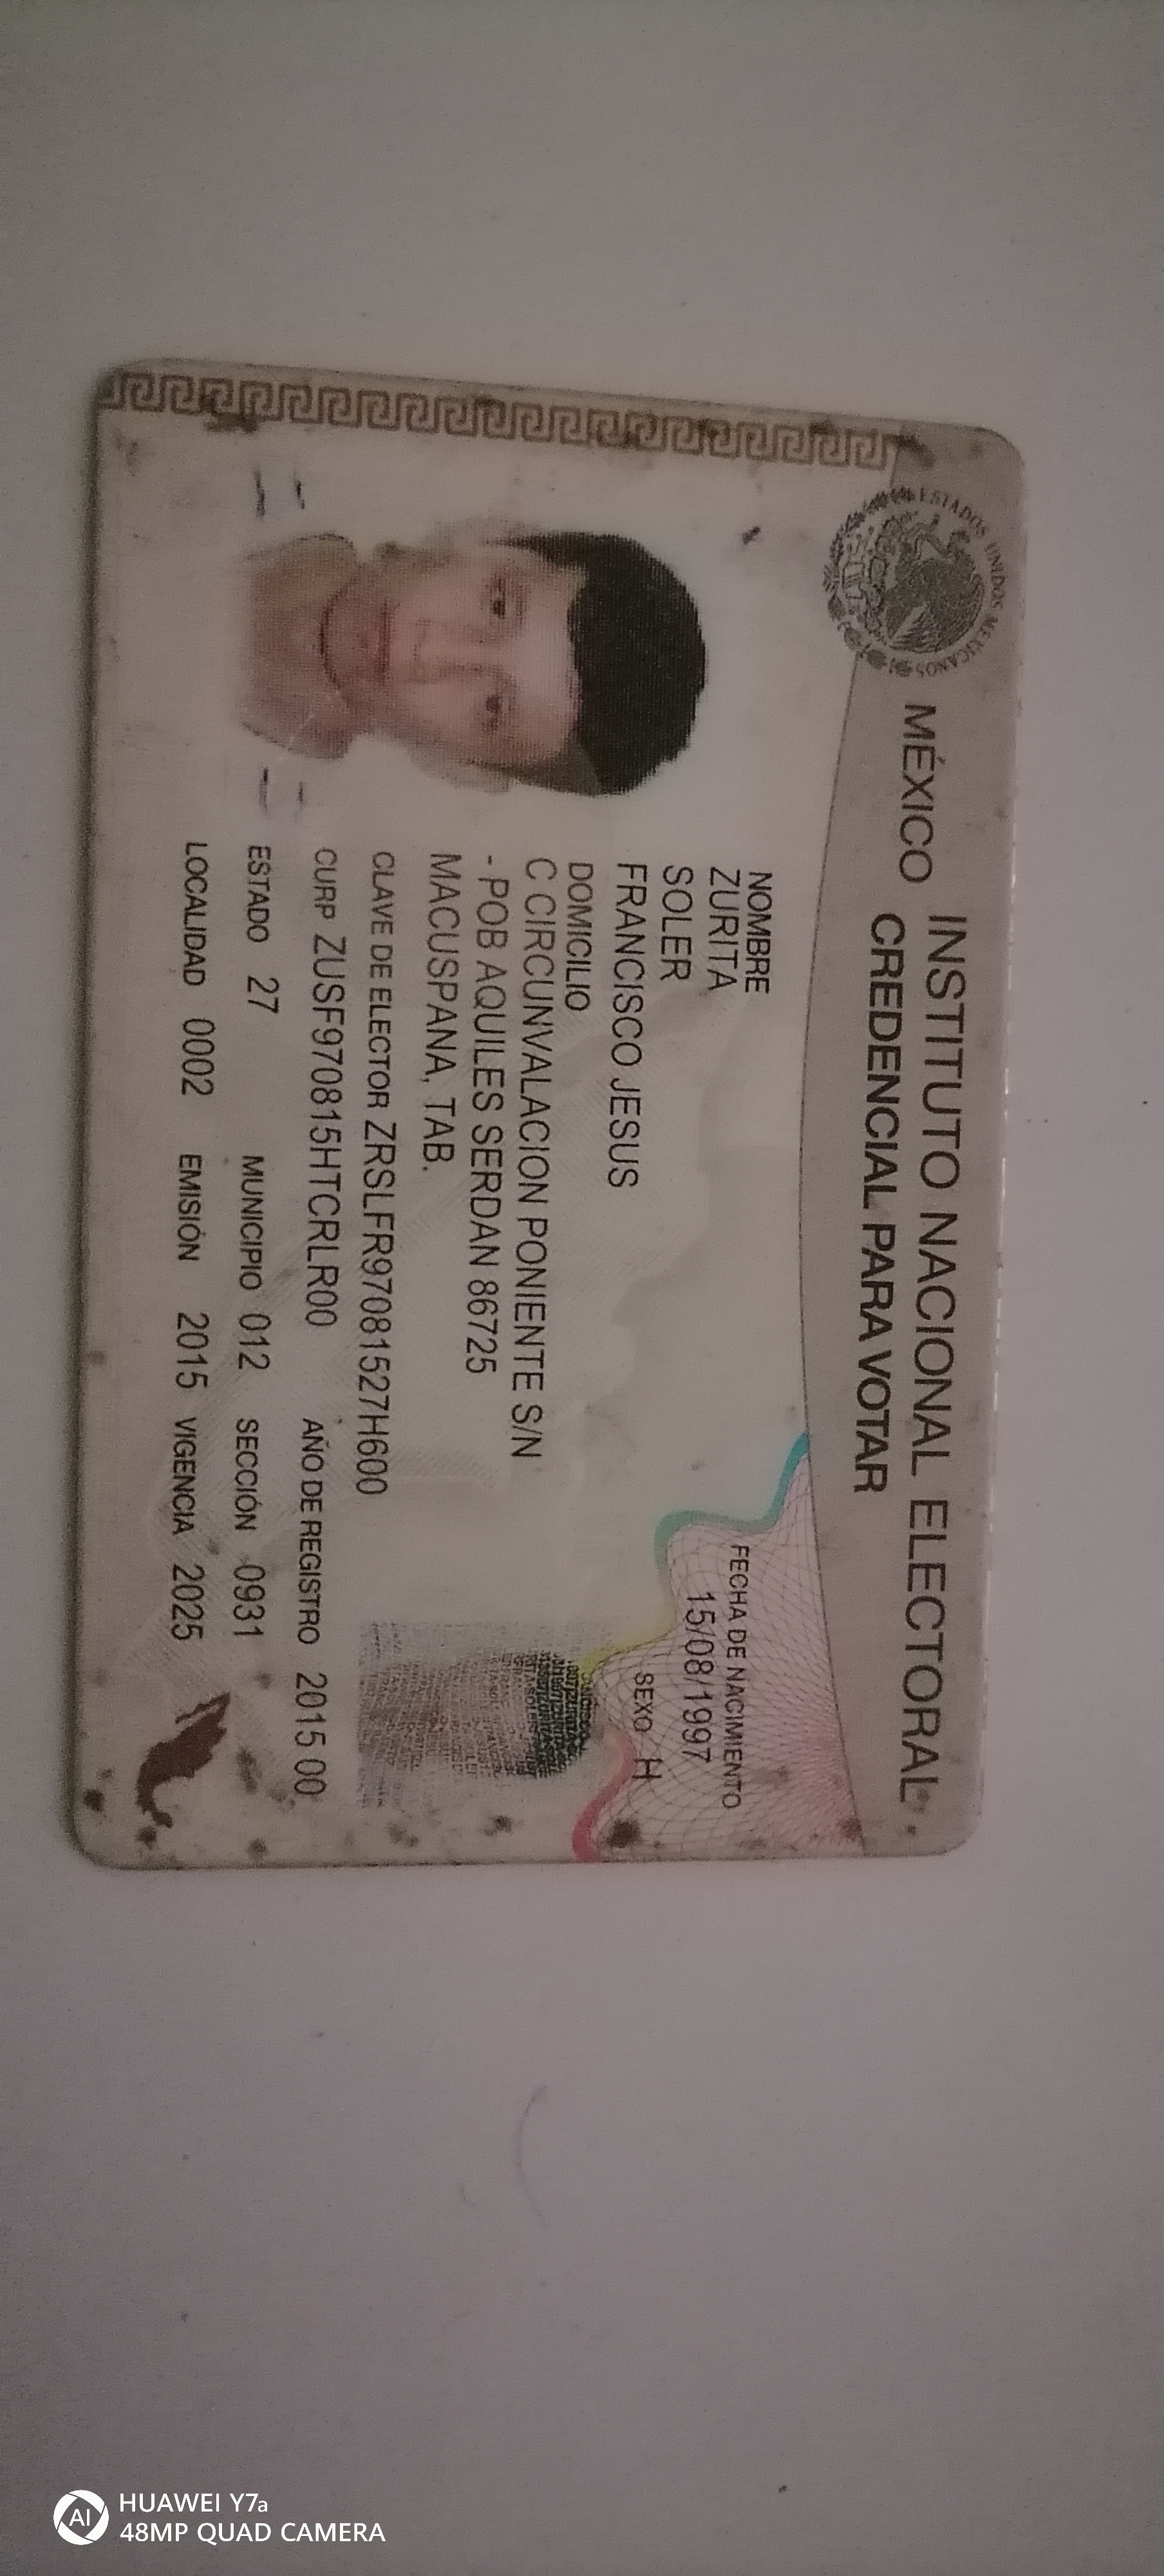 ESTADOS UNIDOS MEXICANOS
MÉXICO INSTITUTO NACIONAL ELECTORAL
CREDENCIAL PARA VOTAR
NOMBRE
ZURITA
SOLER
FRANCISCO JESUS
FECHA DE NACIMIENTO
15/08/1997
SEXO H
DOMICILIO
C CIRCUNVALACION PONIENTE S/N
- POB AQUILES SERDAN 86725
MACUSPANA, TAB.
CLAVE DE ELECTOR ZRSLFR97081527H600
CURP ZUSF970815HTCRLR00 AÑO DE REGISTRO 2015 00
ESTADO 27 MUNICIPIO 012 SECCIÓN 0931
LOCALIDAD 0002 EMISIÓN 2015 VIGENCIA 2025
AI
HUAWEI Y7a
48MP QUAD CAMERA